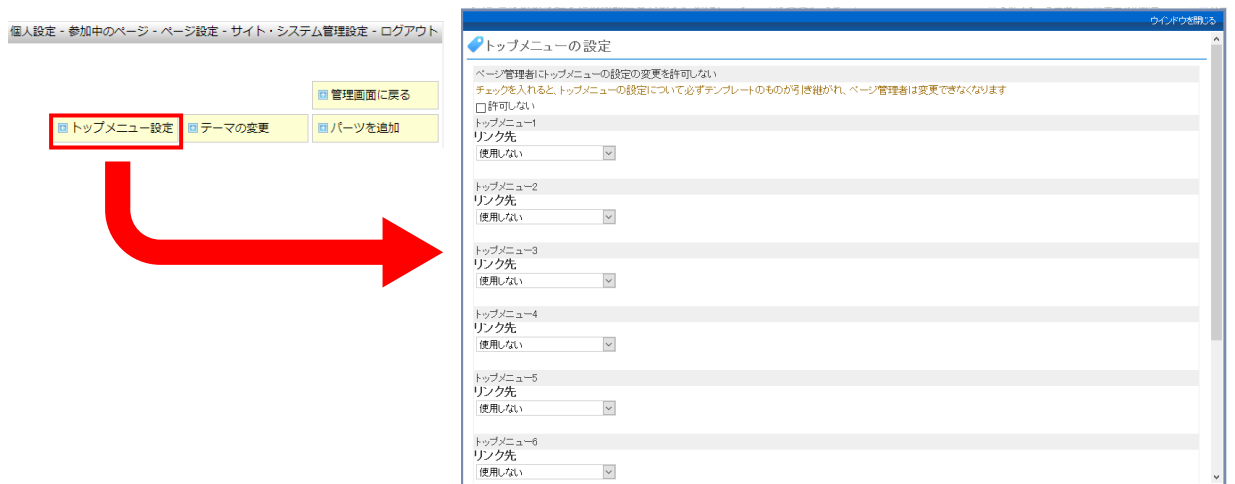 個人設定 - 参加中のページ - ページ設定 - サイト・システム管理設定 - ログアウト
管理画面に戻る
トップメニュー設定 テーマの変更 パーツを追加
ウインドウを閉じる
トップメニューの設定
ページ管理者にトップメニューの設定の変更を許可しない
チェックを入れると、トップメニューの設定について必ずテンプレートのものが引き継がれ、ページ管理者は変更できなくなります
許可しない
トップメニュー1
リンク先
使用しない
トップメニュー2
リンク先
使用しない
トップメニュー3
リンク先
使用しない
トップメニュー4
リンク先
使用しない
トップメニュー5
リンク先
使用しない
トップメニュー6
リンク先
使用しない